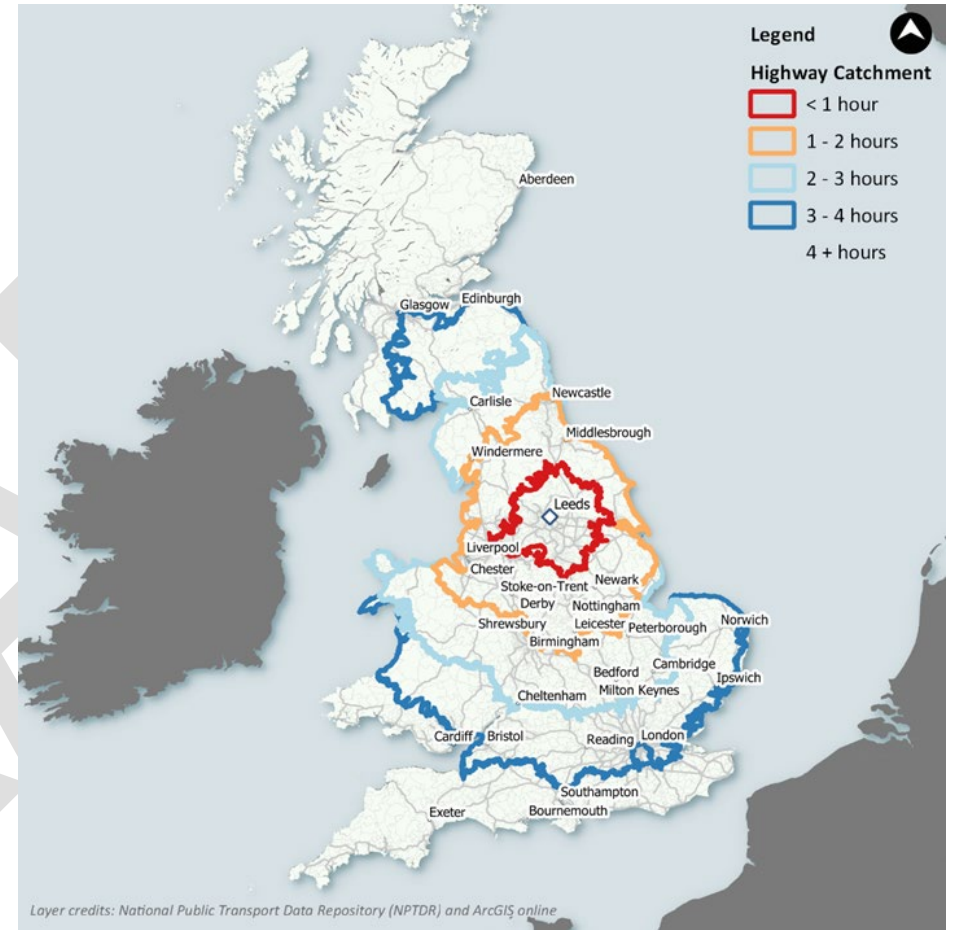 Legend
Highway Catchment
< 1 hour
1 - 2 hours
2 - 3 hours
3 - 4 hours
4 + hours
Aberdeen
Glasgow
Edinburgh
Newcastle
Carlisle
Middlesbrough
Windermere
Leeds
Liverpool
Chester
Stoke-on-Trent
Newark
Derby
Nottingham
Shrewsbury
Leicester
Peterborough
Norwich
Birmingham
Cambridge
Bedford
Ipswich
Milton Keynes
Cheltenham
Cardiff
Bristol
Reading
London
Southampton
Exeter
Bournemouth
Layer credits: National Public Transport Data Repository (NPTDR) and ArcGIS online